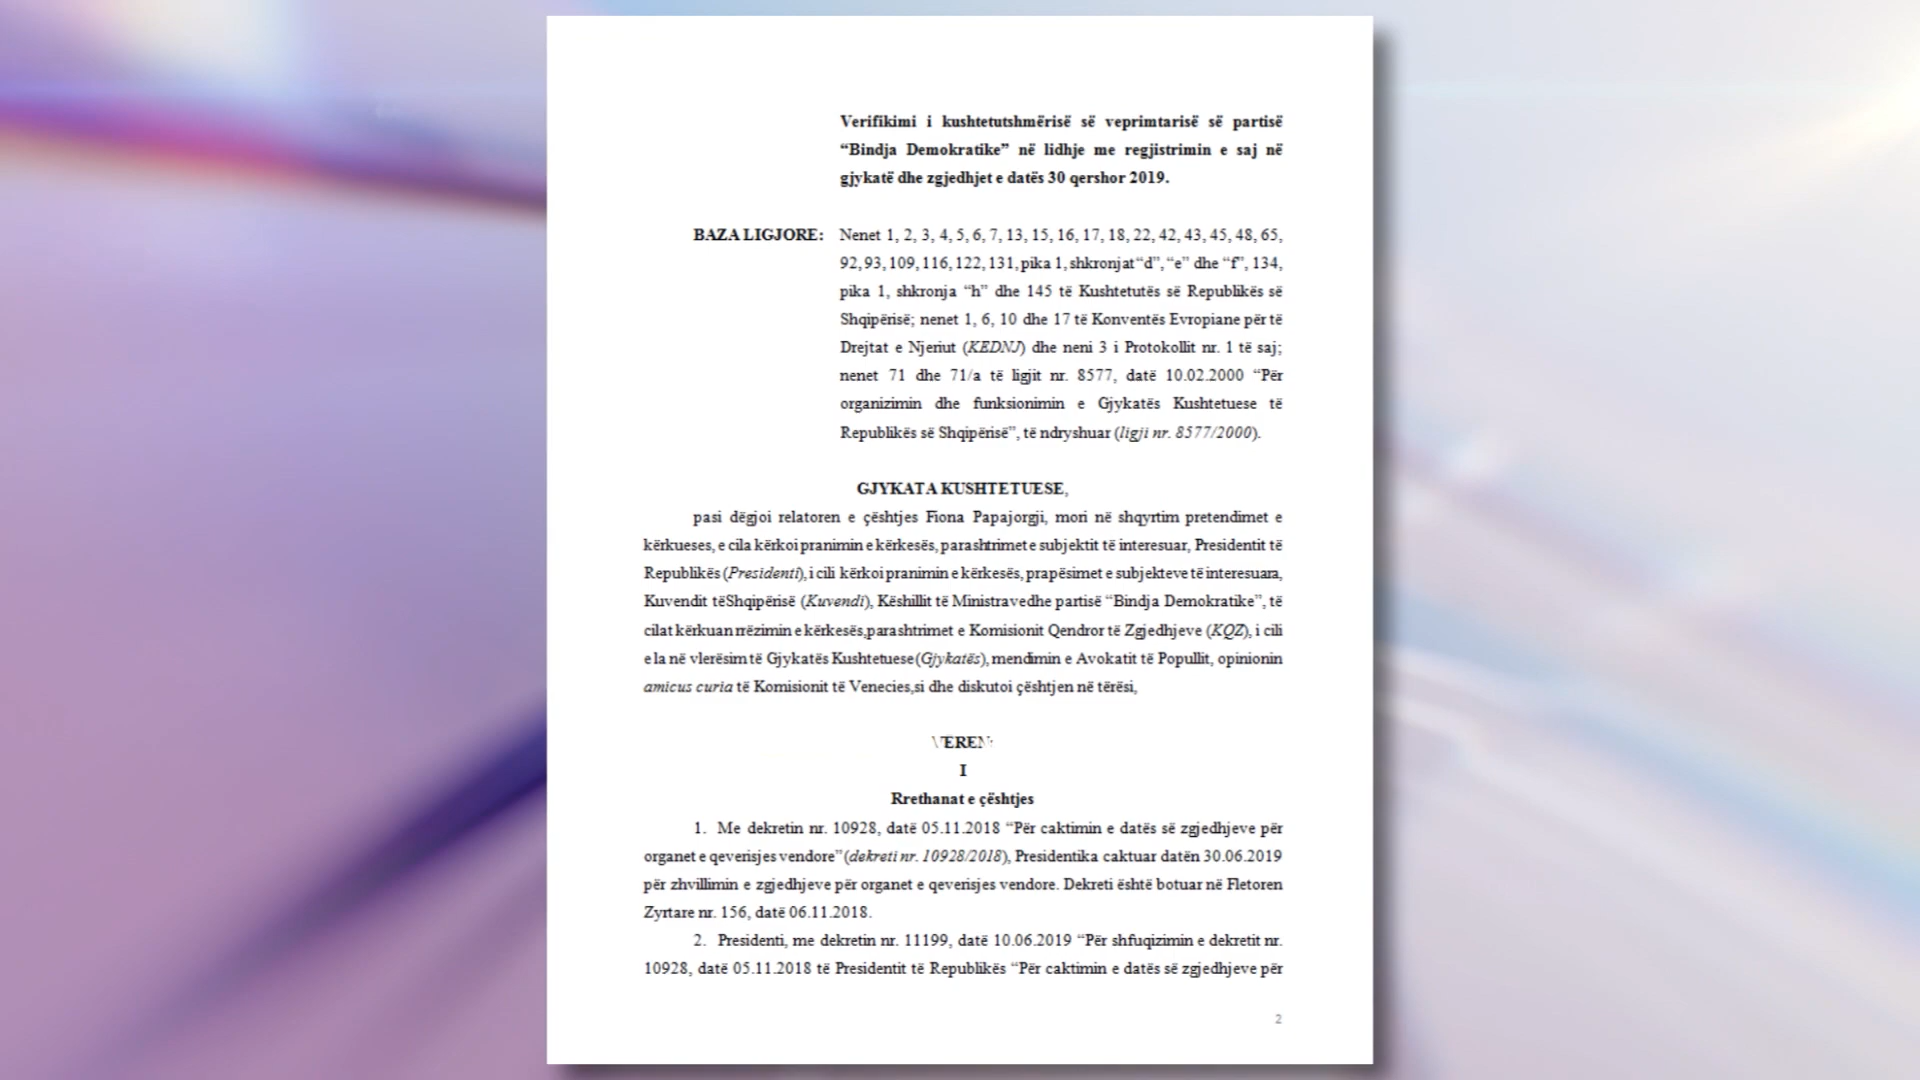 Verifikimi i kushtetutshmërisë së veprimtarisë së partisë
“Bindja Demokratike” në lidhje me regjistrimin e saj në
gjykatë dhe zgjedhjet e datës 30 qershor 2019.
BAZA LIGJORE: Nenet 1, 2, 3, 4, 5, 6, 7, 13, 15, 16, 17, 18, 22, 42, 43, 45, 48, 65,
92, 93, 109, 116, 122, 131, pika 1, shkronjat “d”, “e” dhe “f”, 134,
pika 1, shkronja “h” dhe 145 të Kushtetutës së Republikës së
Shqipërisë; nenet 1, 6, 10 dhe 17 të Konventës Evropiane për të
Drejtat e Njeriut (KEDNJ) dhe neni 3 i Protokollit nr. 1 të saj;
nenet 71 dhe 71/a të ligjit nr. 8577, datë 10.02.2000 “Për
organizimin dhe funksionimin e Gjykatës Kushtetuese të
Republikës së Shqipërisë”, të ndryshuar (ligji nr. 8577/2000).
GJYKATA KUSHTETUESE,
pasi dëgjoi relatoren e çështjes Fiona Papajorgji, mori në shqyrtim pretendimet e
kërkueses, e cila kërkoi pranimin e kërkesës, parashtrimet e subjektit të interesuar, Presidentit të
Republikës (Presidenti), i cili kërkoi pranimin e kërkesës, prapësimet e subjekteve të interesuara,
Kuvendit tëShqipërisë (Kuvendi), Këshillit të Ministravedhe partisë “Bindja Demokratike”, të
cilat kërkuan rrëzimin e kërkesës,parashtrimet e Komisionit Qendror të Zgjedhjeve (KQZ), i cili
e la në vlerësim të Gjykatës Kushtetuese (Gjykatës), mendimin e Avokatit të Popullit, opinionin
amicus curia të Komisionit të Venecies,si dhe diskutoi çështjen në tërësi,
VËREN:
I
Rrethanat e çështjes
1. Me dekretin nr. 10928, datë 05.11.2018 “Për caktimin e datës së zgjedhjeve për
organet e qeverisjes vendore” (dekreti nr. 10928/2018), Presidentika caktuar datën 30.06.2019
për zhvillimin e zgjedhjeve për organet e qeverisjes vendore. Dekreti është botuar në Fletoren
Zyrtare nr. 156, datë 06.11.2018.
2. Presidenti, me dekretin nr. 11199, datë 10.06.2019 “Për shfuqizimin e dekretit nr.
10928, datë 05.11.2018 të Presidentit të Republikës “Për caktimin e datës së zgjedhjeve për
2